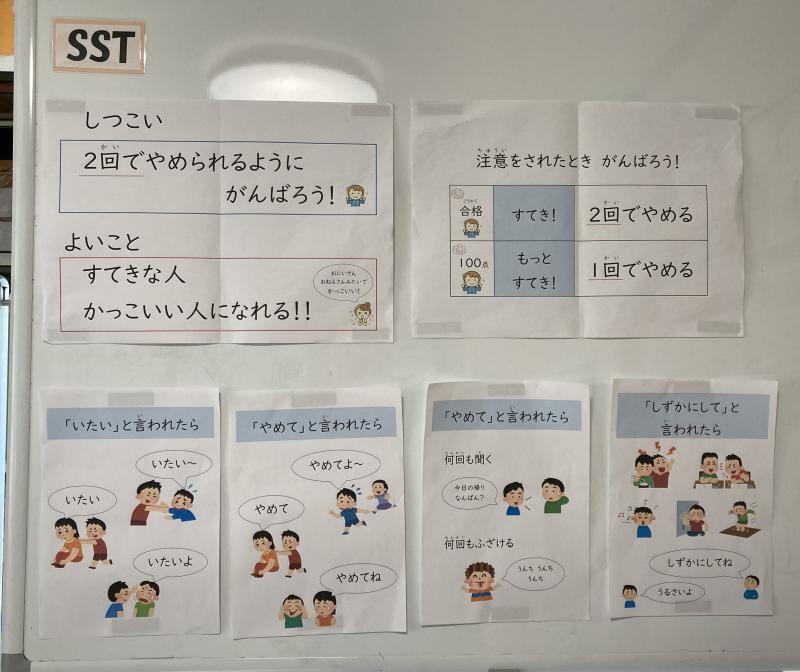 SST
しつこい
2回でやめられるように
がんばろう!
よいこと
すてきな人
かっこいい人になれる!!
おにいさん
おねえさんみたいで
かっこいい!
注意をされたとき がんばろう!
合格
すてき!
2回でやめる
100点
もっと
すてき!
1回でやめる
「いたい」と言われたら
いたい〜
いたい
いたいよ
「やめて」と言われたら
やめてよ〜
やめて
やめてね
「やめて」と言われたら
何回も聞く
今日の帰り
なんばん?
何回もふざける
うんち うんち
うんち
「しずかにして」と
言われたら
しずかにしてね
うるさいよ